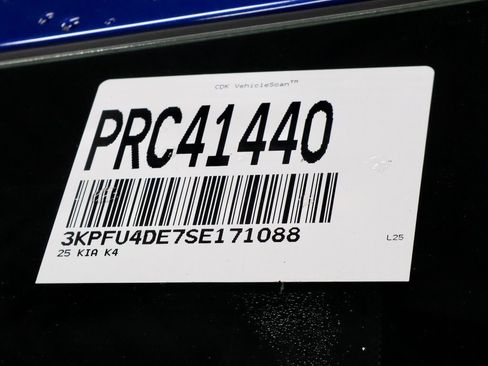 CDK VehicleScan™
PRC41440
3KPFU4DE7SE171088
L25
25 KIA K4